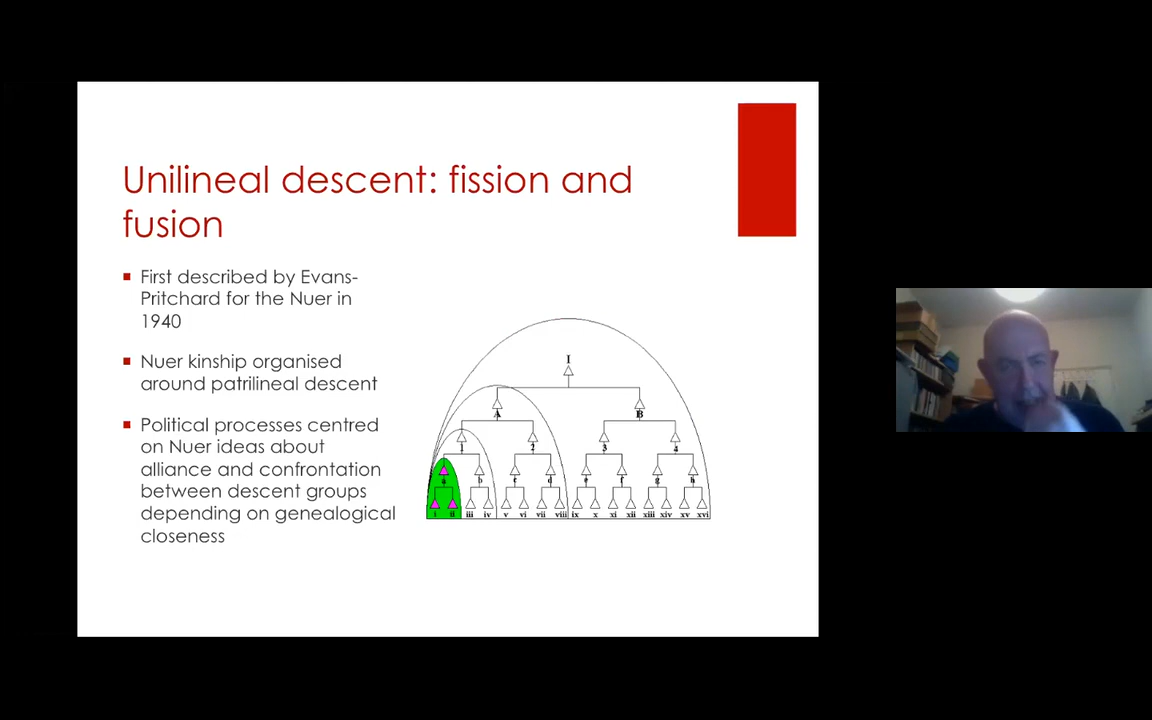 Unilineal descent: fission and
fusion
First described by Evans-
Pritchard for the Nuer in
1940
Nuer kinship organised
around patrilineal descent
Political processes centred
on Nuer ideas about
alliance and confrontation
between descent groups
depending on genealogical
closeness
I
A B
1 2 3 4
a b c d e f g h
i ii iii iv v vi vii viii ix x xi xii xiii xiv xv xvi